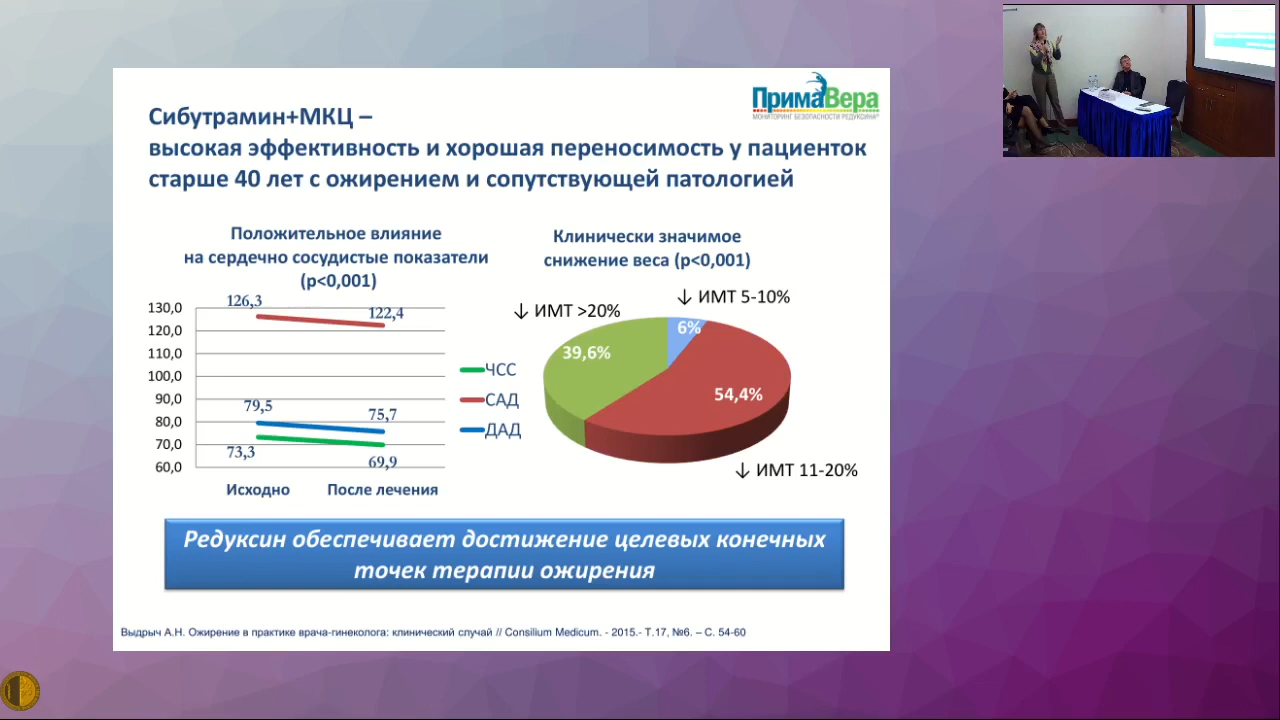 ПримаВера
МОНИТОРИНГ БЕЗОПАСНОСТИ РЕДУКСИНА®
Сибутрамин+МКЦ –
высокая эффективность и хорошая переносимость у пациенток
старше 40 лет с ожирением и сопутствующей патологией
Положительное влияние
на сердечно сосудистые показатели
(p<0,001)
130,0
120,0
110,0
100,0
90,0
80,0
70,0
60,0
126,3
122,4
79,5
75,7
73,3
69,9
Исходно
После лечения
ЧСС
САД
ДАД
Клинически значимое
снижение веса (p<0,001)
↓ ИМТ >20%
↓ ИМТ 5-10%
6%
39,6%
54,4%
↓ ИМТ 11-20%
Редуксин обеспечивает достижение целевых конечных
точек терапии ожирения
Выдрыч А.Н. Ожирение в практике врача-гинеколога: клинический случай // Consilium Medicum. - 2015.- Т.17, №6. – С. 54-60